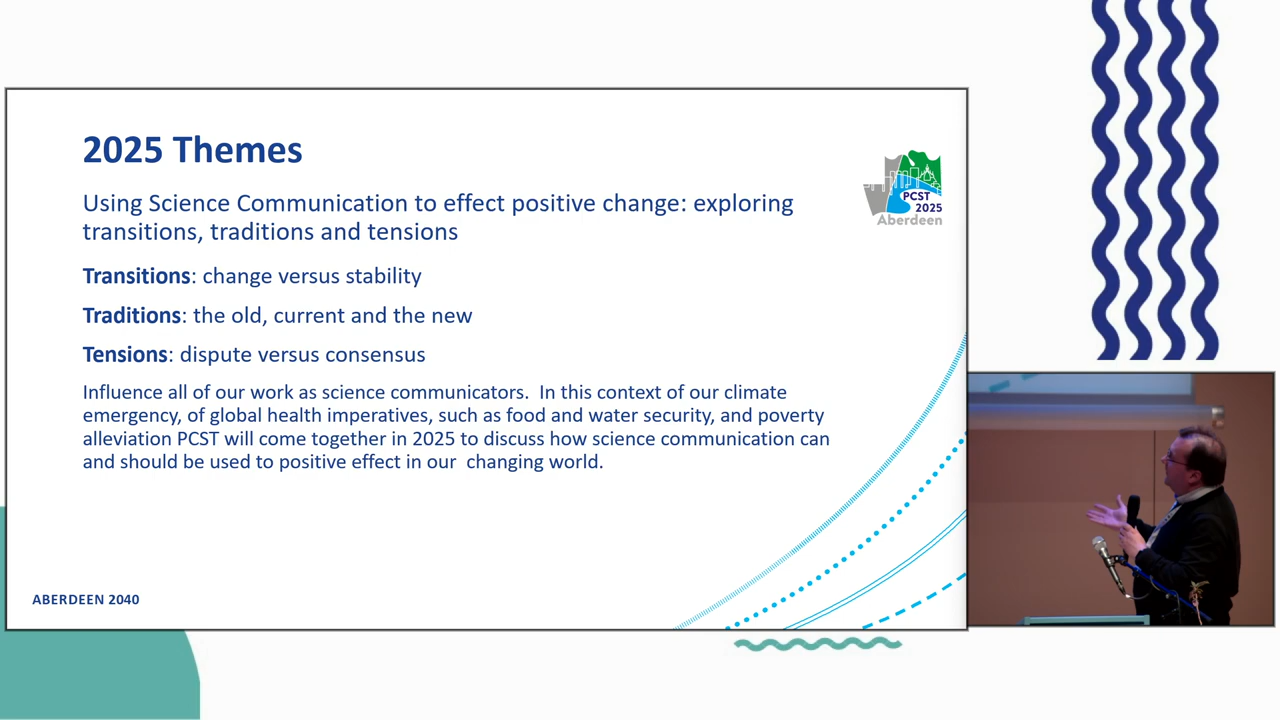 2025 Themes
Using Science Communication to effect positive change: exploring
transitions, traditions and tensions
Transitions: change versus stability
Traditions: the old, current and the new
Tensions: dispute versus consensus
Influence all of our work as science communicators.  In this context of our climate
emergency, of global health imperatives, such as food and water security, and poverty
alleviation PCST will come together in 2025 to discuss how science communication can
and should be used to positive effect in our  changing world.
PCST
2025
Aberdeen
ABERDEEN 2040